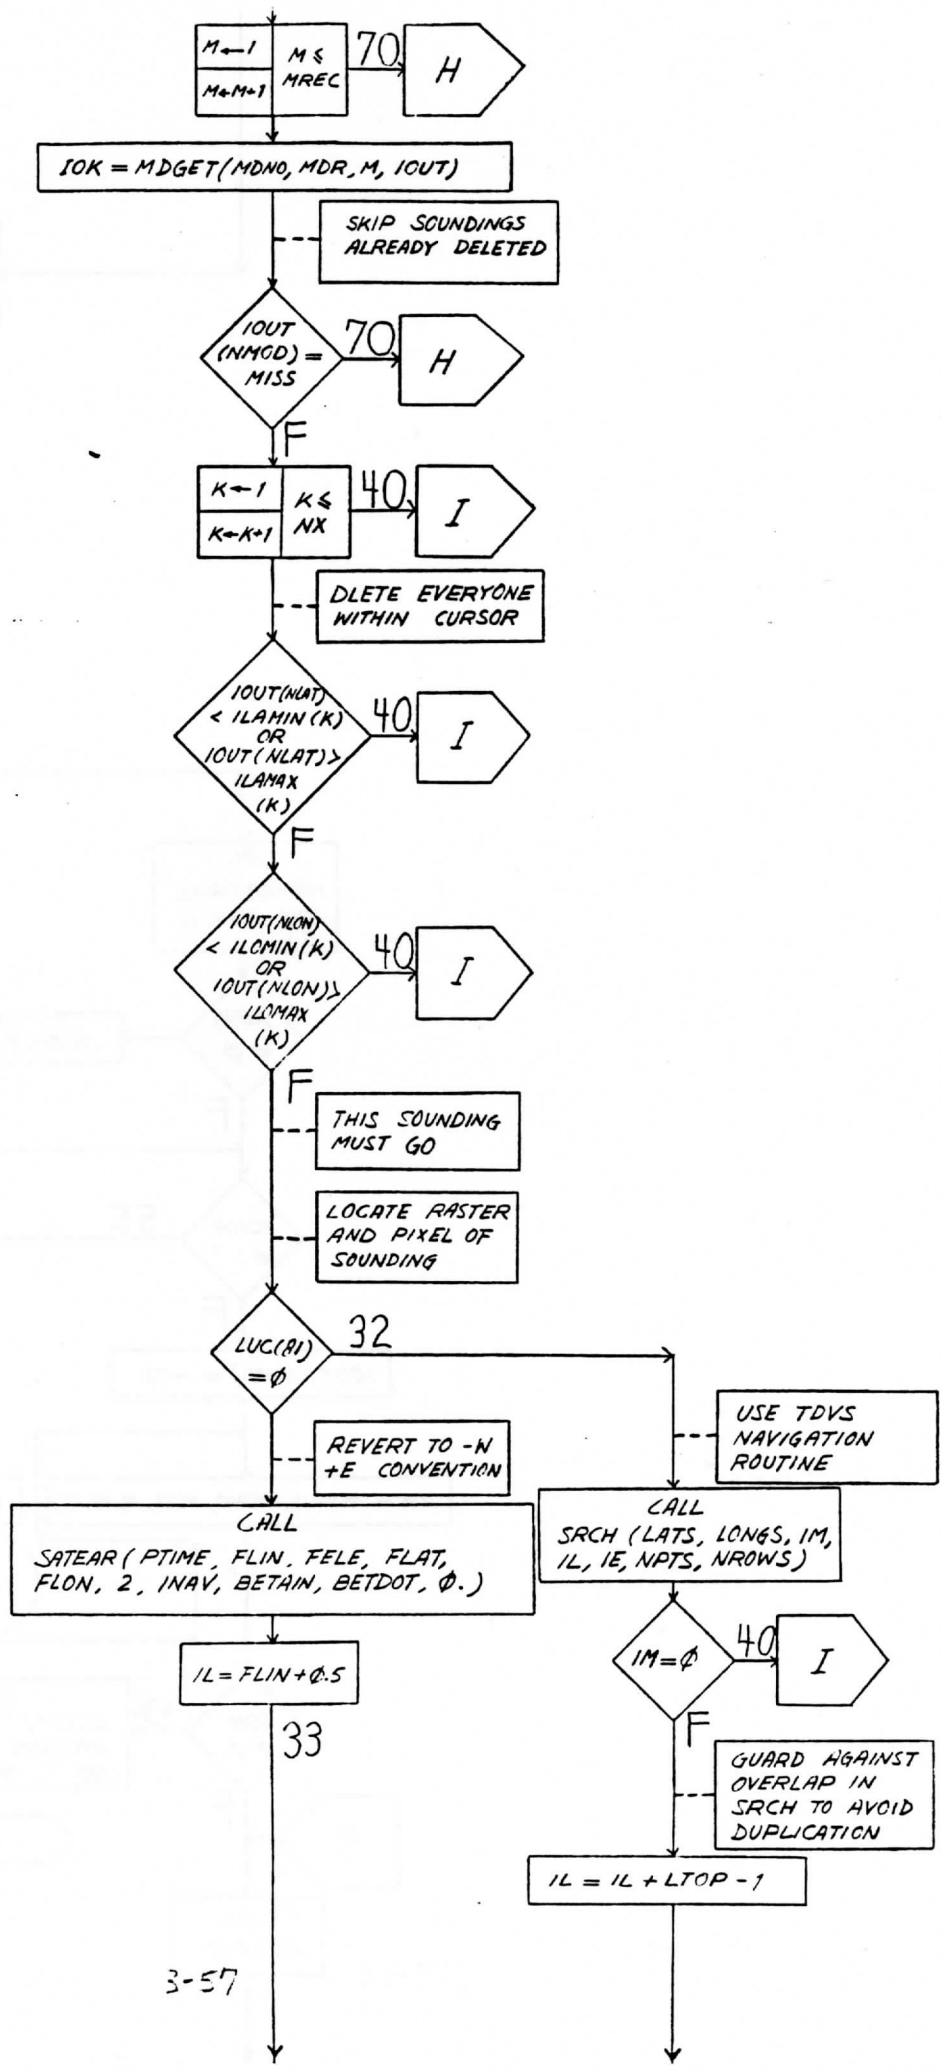 M←1
M←M+1
M ≤
MREC
70
H
IOK = MDGET(MDNO, MDR, M, IOUT)
SKIP SOUNDINGS
ALREADY DELETED
IOUT
(NMOD) =
MISS
70
H
F
K←1
K←K+1
K ≤
NX
40
I
DLETE EVERYONE
WITHIN CURSOR
IOUT(NLAT)
< ILAMIN(K)
OR
IOUT(NLAT)>
ILAMAX
(K)
40
I
F
IOUT(NLON)
< ILOMIN(K)
OR
IOUT(NLON)>
ILOMAX
(K)
40
I
F
THIS SOUNDING
MUST GO
LOCATE RASTER
AND PIXEL OF
SOUNDING
LUC(81)
= ∅
32
REVERT TO -W
+E CONVENTION
USE TDVS
NAVIGATION
ROUTINE
CALL
SATEAR (PTIME, FLIN, FELE, FLAT,
FLON, 2, INAV, BETAIN, BETDOT, ∅.)
CALL
SRCH (LATS, LONGS, IM,
IL, IE, NPTS, NROWS)
IL = FLIN + ∅.5
33
IM = ∅
40
I
F
GUARD AGAINST
OVERLAP IN
SRCH TO AVOID
DUPLICATION
IL = IL + LTOP - 1
3-57